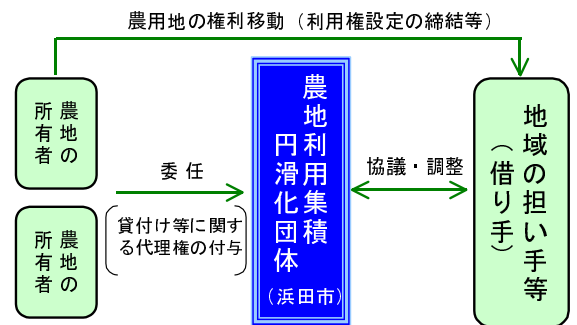 農用地の権利移動（利用権設定の締結等）
農地の
所有者
委任
貸付け等に関す
る代理権の付与
農地の
所有者
農地利用集積
円滑化団体
（浜田市）
協議・調整
地域の担い手等
（借り手）